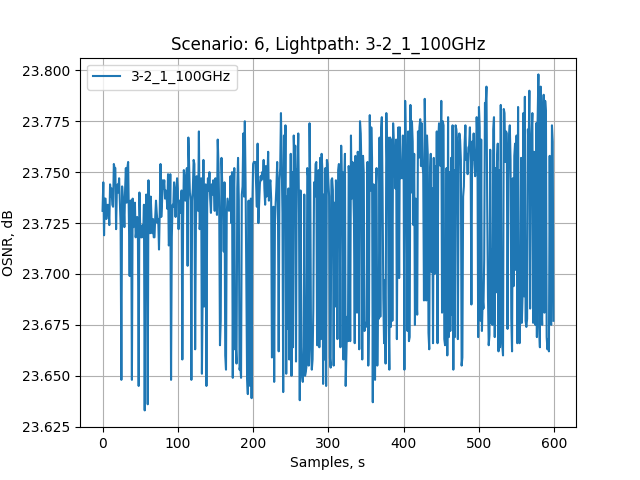 Scenario: 6, Lightpath: 3-2_1_100GHz
3-2_1_100GHz
OSNR, dB
23.800
23.775
23.750
23.725
23.700
23.675
23.650
23.625
0 100 200 300 400 500 600
Samples, s